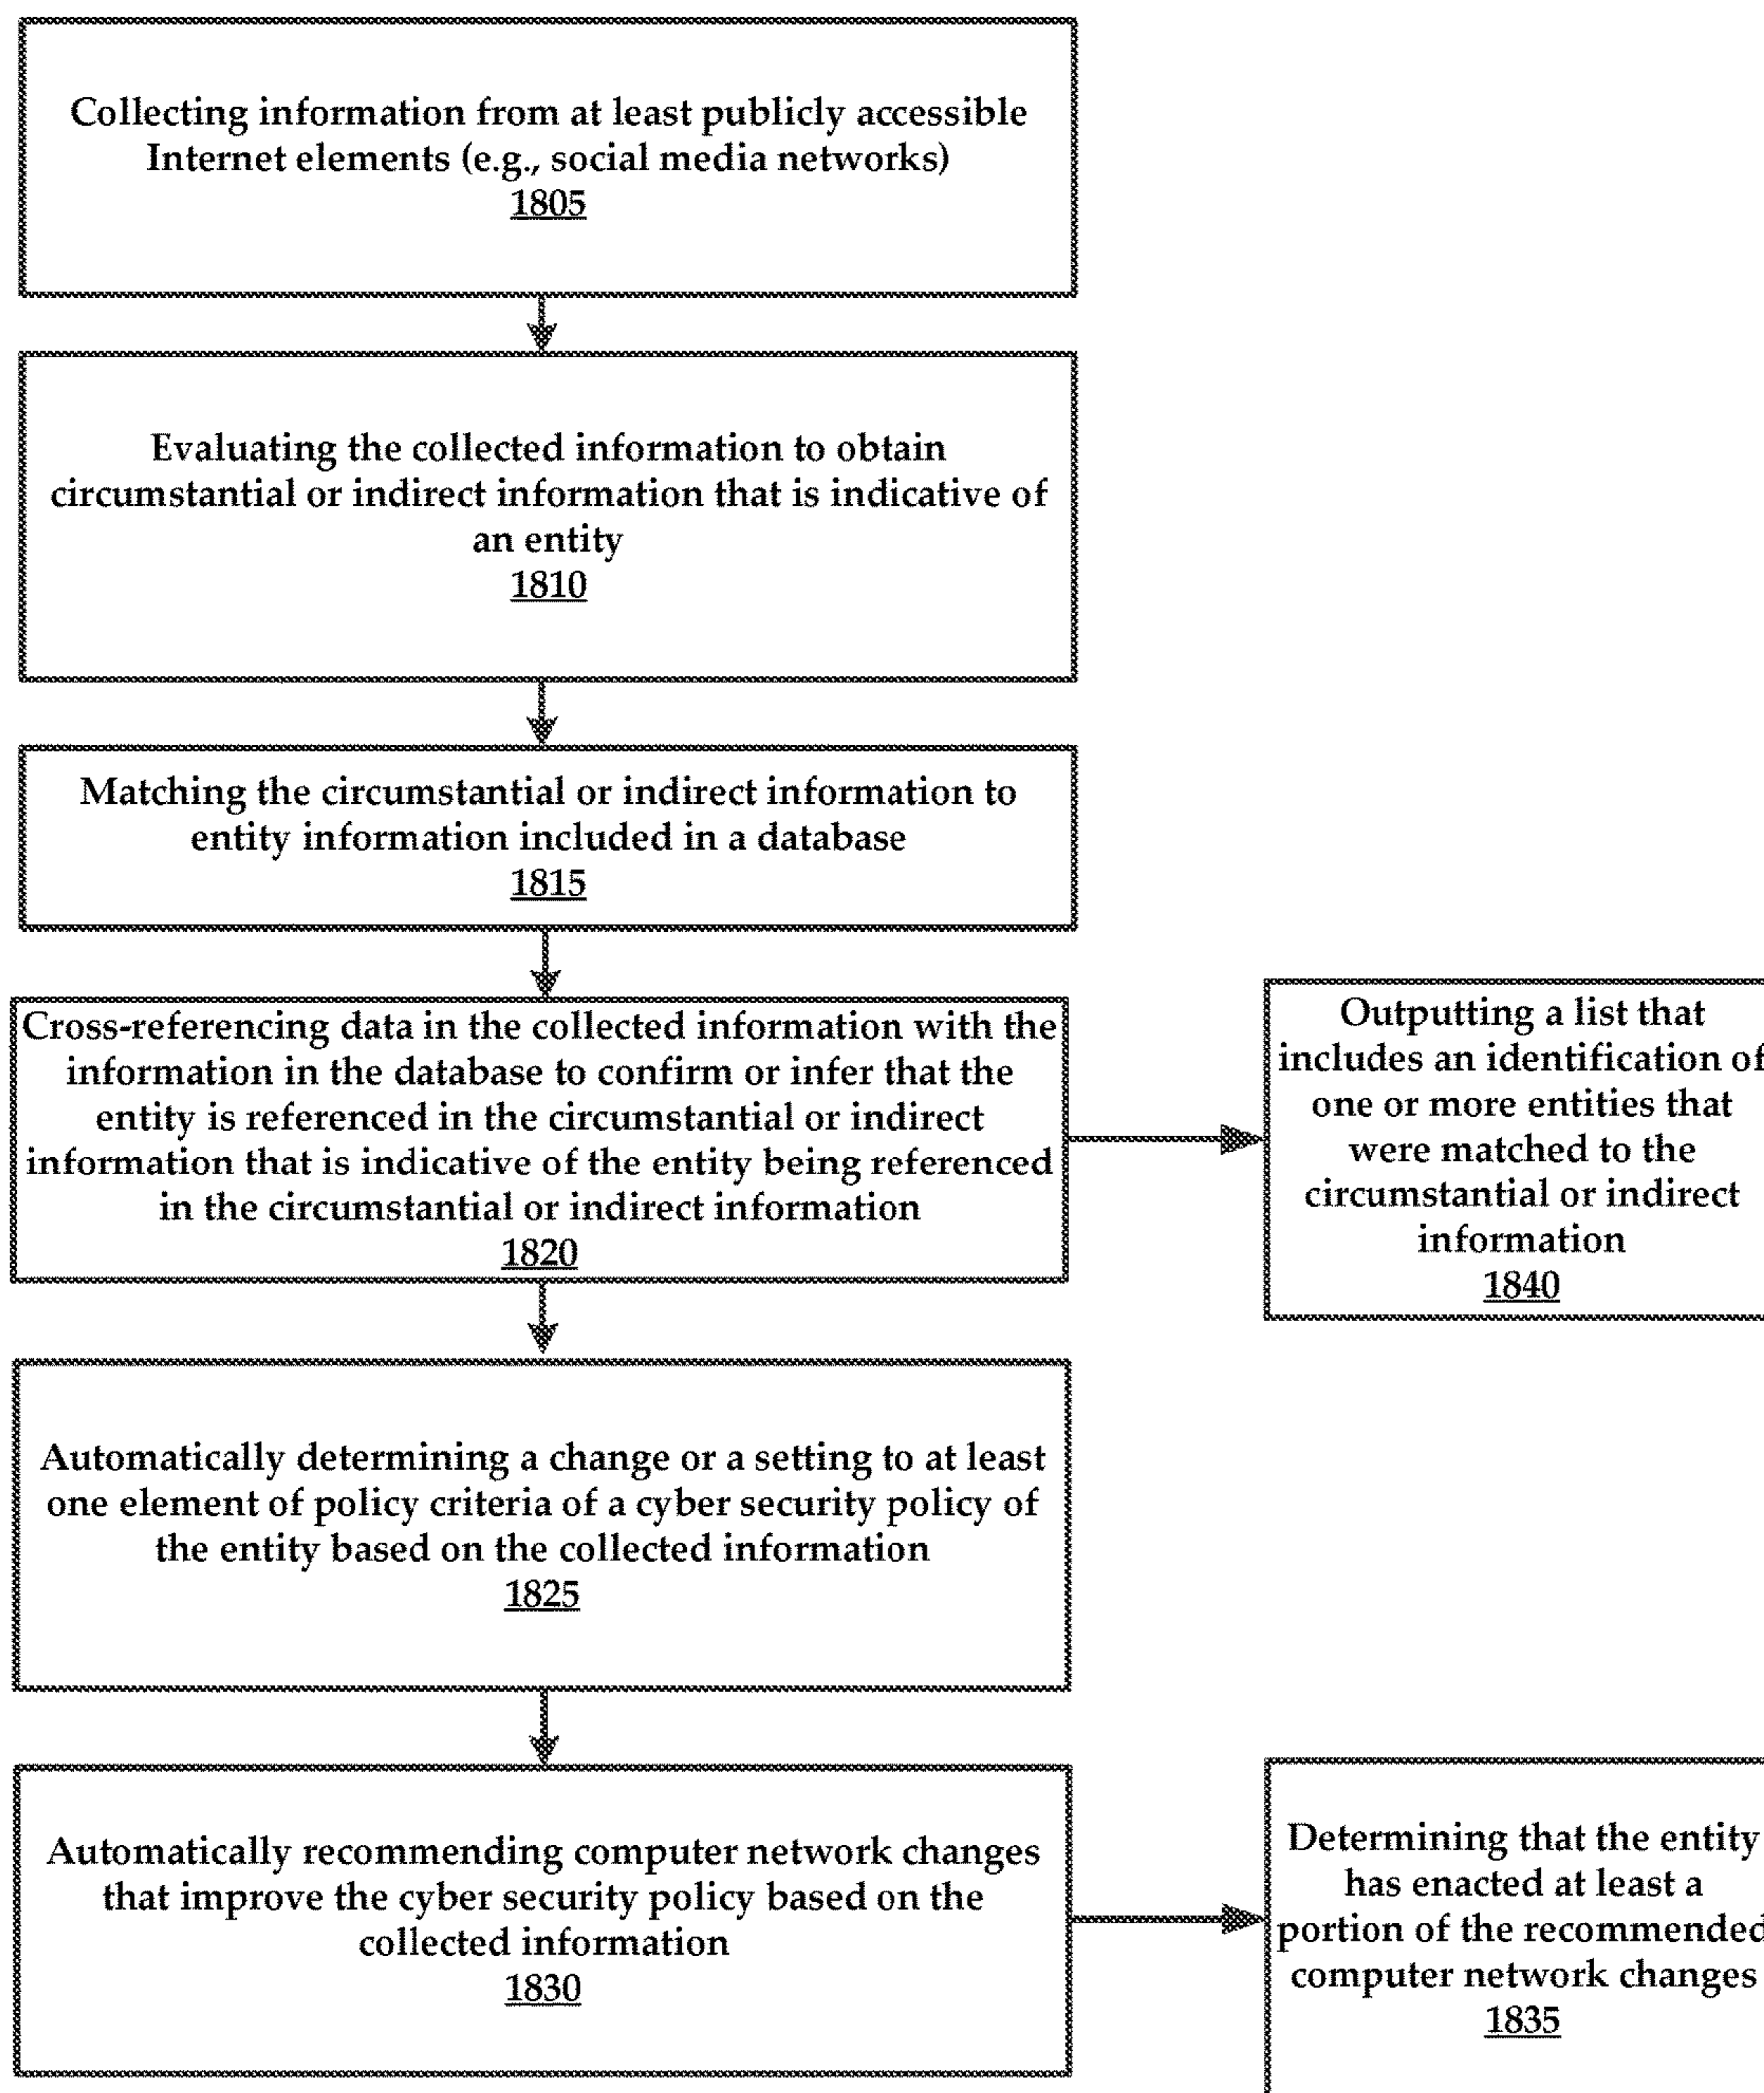 Collecting information from at least publicly accessible
Internet elements (e.g., social media networks)
1805
Evaluating the collected information to obtain
circumstantial or indirect information that is indicative of
an entity
1810
Matching the circumstantial or indirect information to
entity information included in a database
1815
Cross-referencing data in the collected information with the
information in the database to confirm or infer that the
entity is referenced in the circumstantial or indirect
information that is indicative of the entity being referenced
in the circumstantial or indirect information
1820
Outputting a list that
includes an identification of
one or more entities that
were matched to the
circumstantial or indirect
information
1840
Automatically determining a change or a setting to at least
one element of policy criteria of a cyber security policy of
the entity based on the collected information
1825
Automatically recommending computer network changes
that improve the cyber security policy based on the
collected information
1830
Determining that the entity
has enacted at least a
portion of the recommended
computer network changes
1835